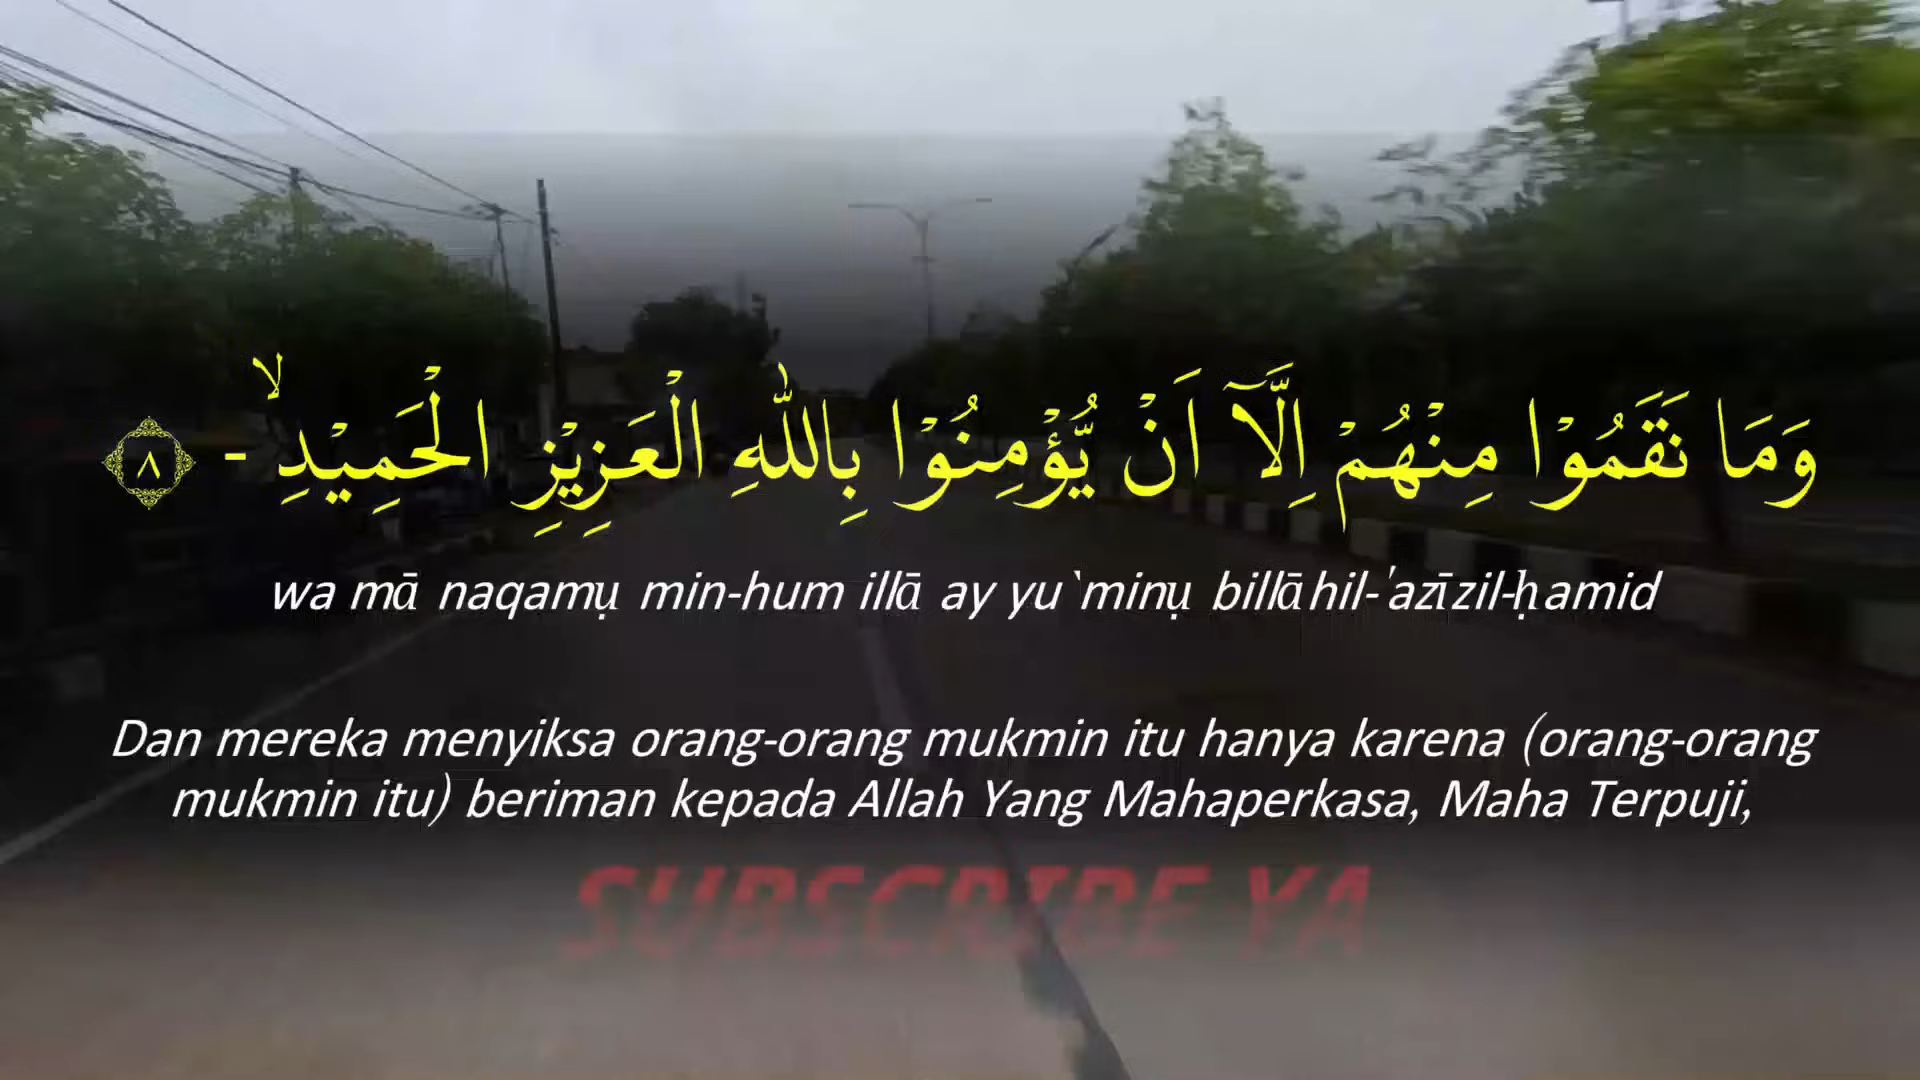 وَمَا نَقَمُوْا مِنْهُمْ اِلَّآ اَنْ يُّؤْمِنُوْا بِاللّٰهِ الْعَزِيْزِ الْحَمِيْدِۙ - ٨
wa mā naqamụ min-hum illā ay yu`minụ billāhil-'azīzil-ḥamid
Dan mereka menyiksa orang-orang mukmin itu hanya karena (orang-orang
mukmin itu) beriman kepada Allah Yang Mahaperkasa, Maha Terpuji,
SUBSCRIBE YA